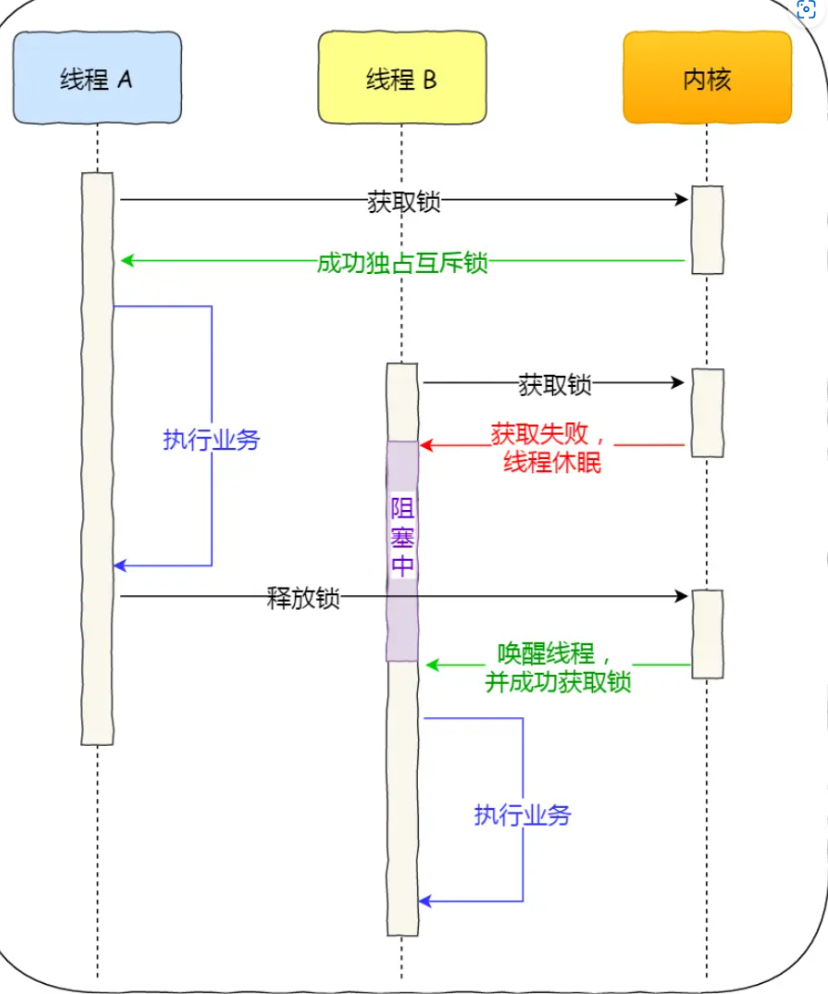 线程 A
线程 B
内核
获取锁
成功独占互斥锁
获取锁
执行业务
获取失败，
线程休眠
阻
塞
中
释放锁
唤醒线程，
并成功获取锁
执行业务